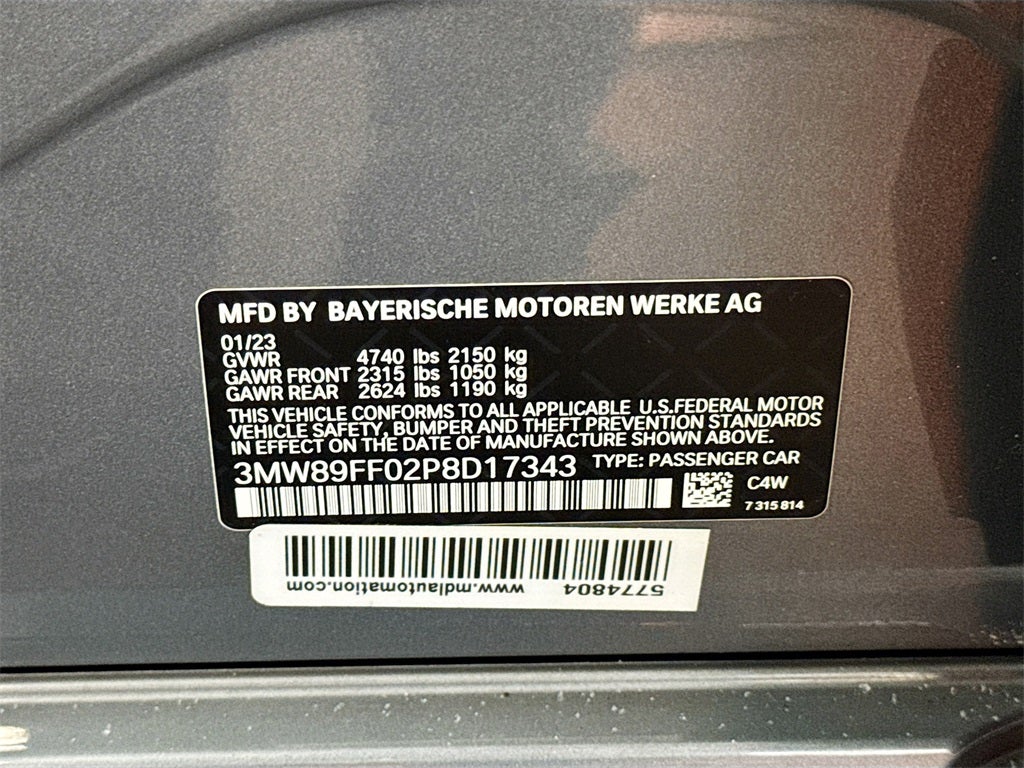 MFD BY BAYERISCHE MOTOREN WERKE AG
01/23
GVWR 4740 lbs 2150 kg
GAWR FRONT 2315 lbs 1050 kg
GAWR REAR 2624 lbs 1190 kg
THIS VEHICLE CONFORMS TO ALL APPLICABLE U.S.FEDERAL MOTOR
VEHICLE SAFETY, BUMPER AND THEFT PREVENTION STANDARDS
IN EFFECT ON THE DATE OF MANUFACTURE SHOWN ABOVE.
3MW89FF02P8D17343 TYPE: PASSENGER CAR
C4W
7 315 814
5774804 www.mdlautomation.com